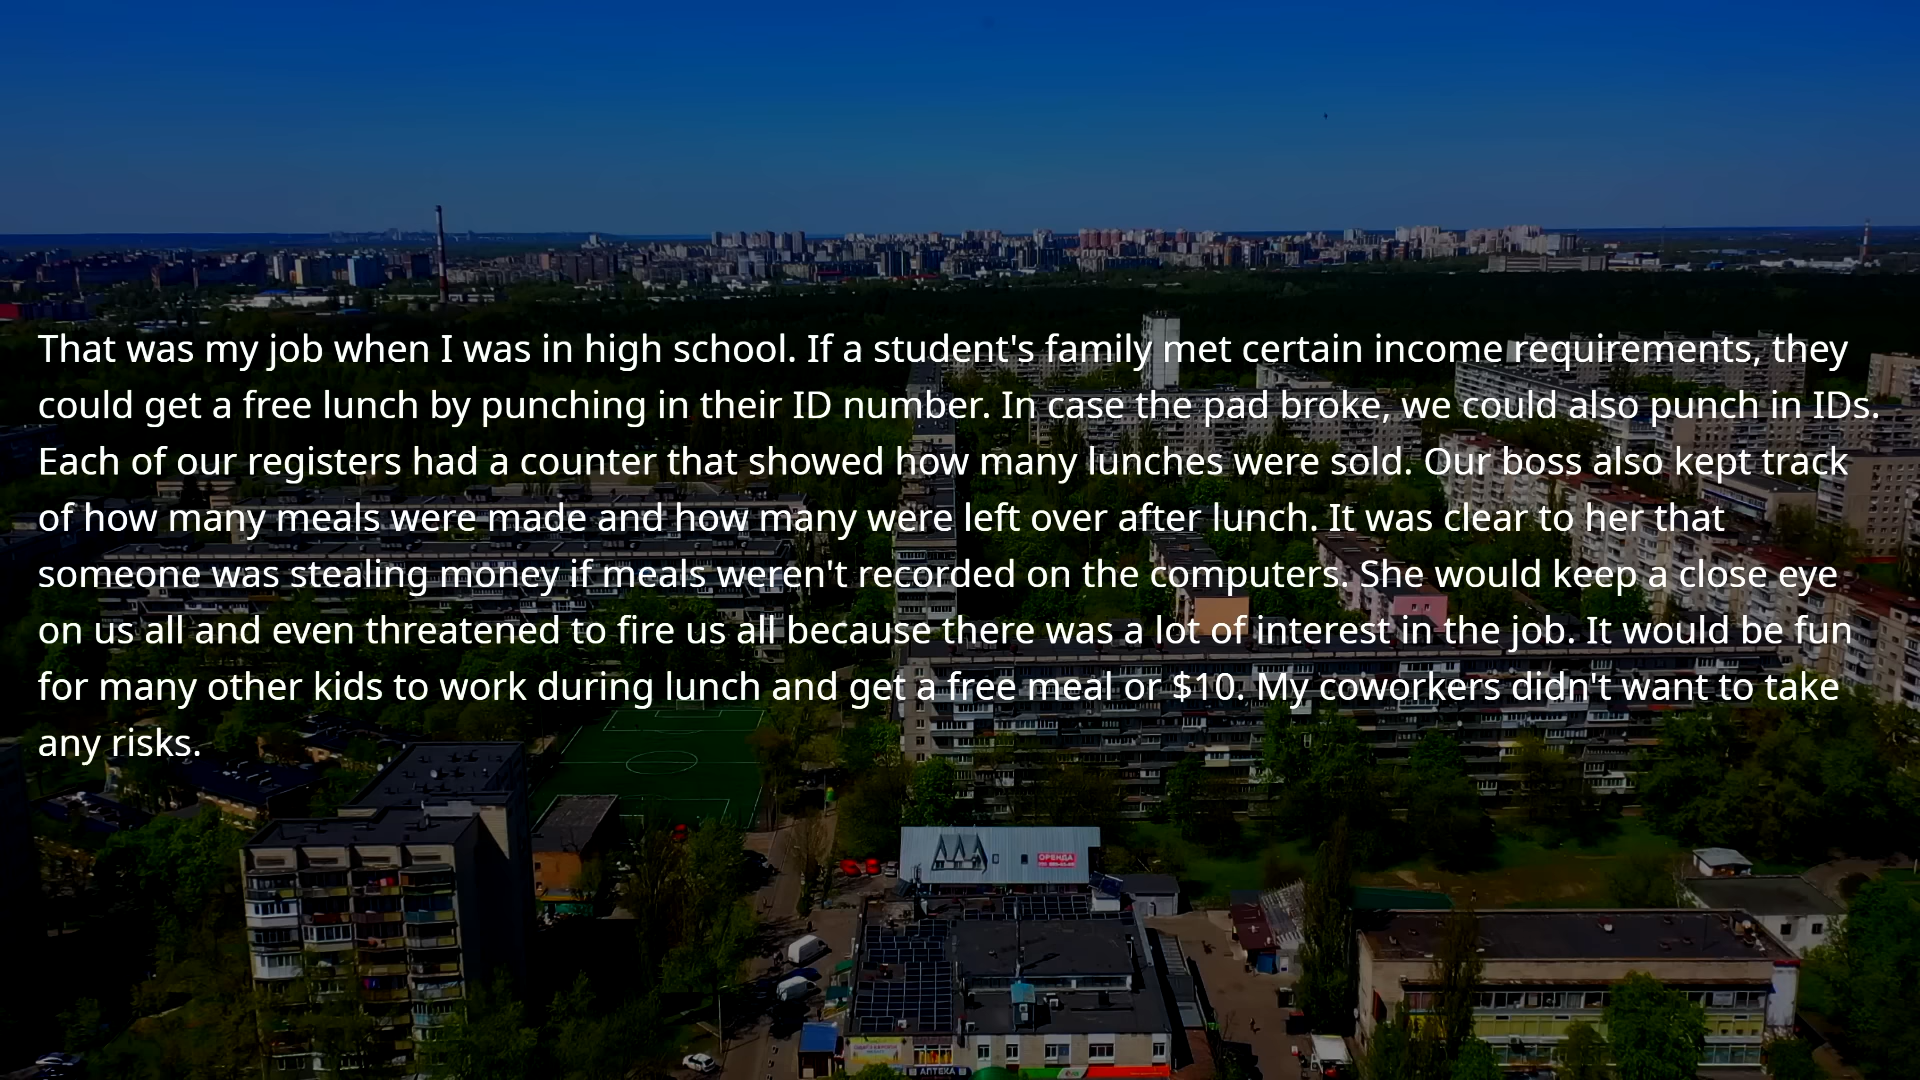 That was my job when I was in high school. If a student's family met certain income requirements, they
could get a free lunch by punching in their ID number. In case the pad broke, we could also punch in IDs.
Each of our registers had a counter that showed how many lunches were sold. Our boss also kept track
of how many meals were made and how many were left over after lunch. It was clear to her that
someone was stealing money if meals weren't recorded on the computers. She would keep a close eye
on us all and even threatened to fire us all because there was a lot of interest in the job. It would be fun
for many other kids to work during lunch and get a free meal or $10. My coworkers didn't want to take
any risks.
ОРЕНДА
АПТЕКА